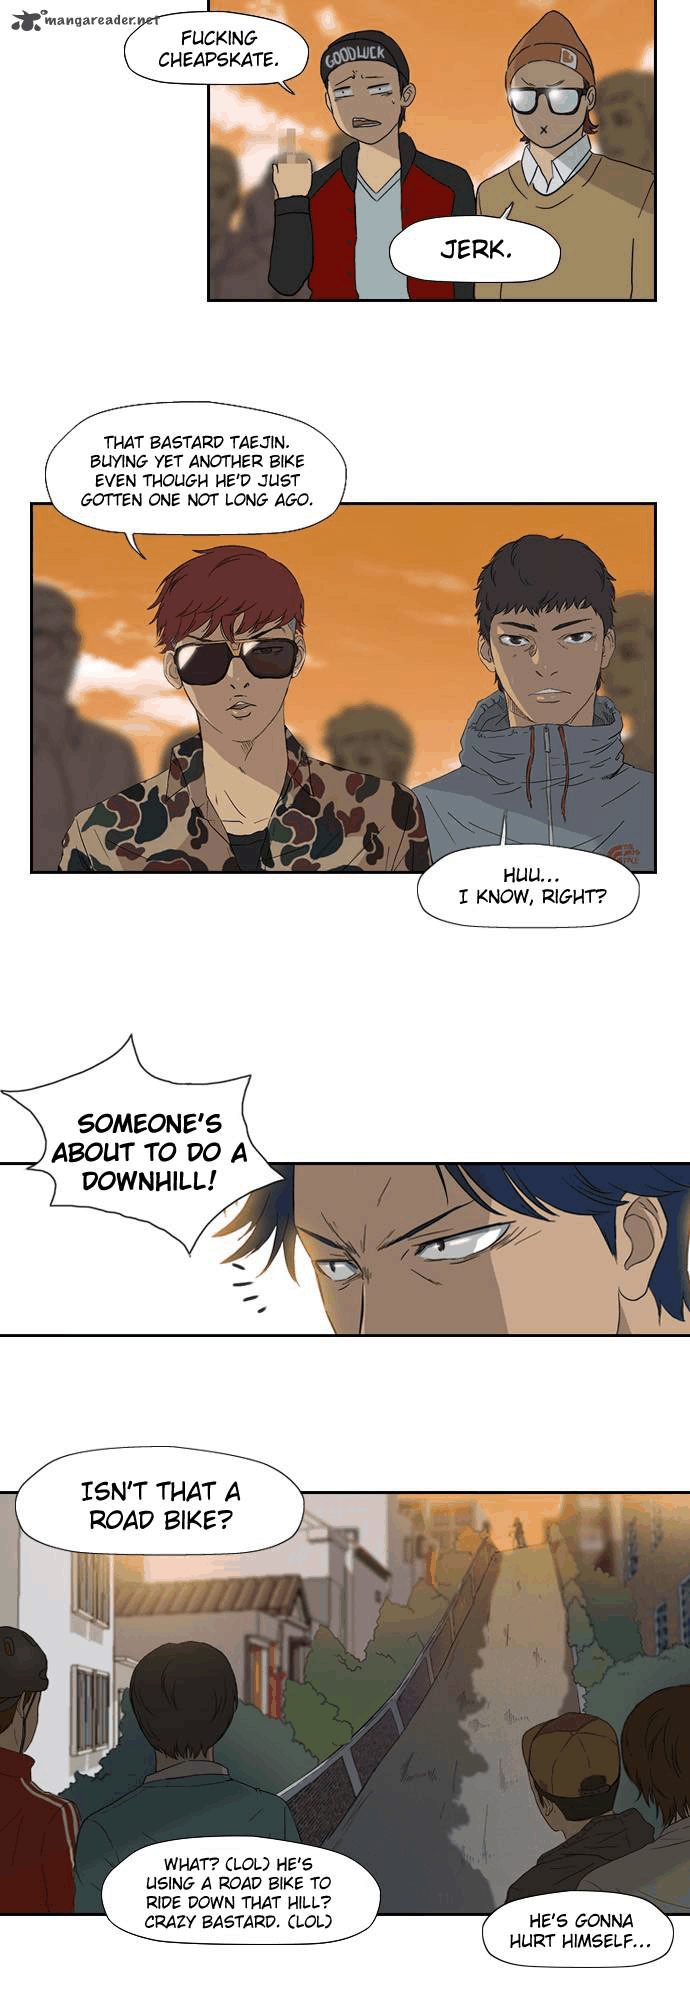 mangareader.net
FUCKING
CHEAPSKATE.
GOODLUCK
JERK.
THAT BASTARD TAEJIN.
BUYING YET ANOTHER BIKE
EVEN THOUGH HE'D JUST
GOTTEN ONE NOT LONG AGO.
HUU...
I KNOW, RIGHT?
SOMEONE'S
ABOUT TO DO A
DOWNHILL!
ISN'T THAT A
ROAD BIKE?
WHAT? (LOL) HE'S
USING A ROAD BIKE TO
RIDE DOWN THAT HILL?
CRAZY BASTARD. (LOL)
HE'S GONNA
HURT HIMSELF...